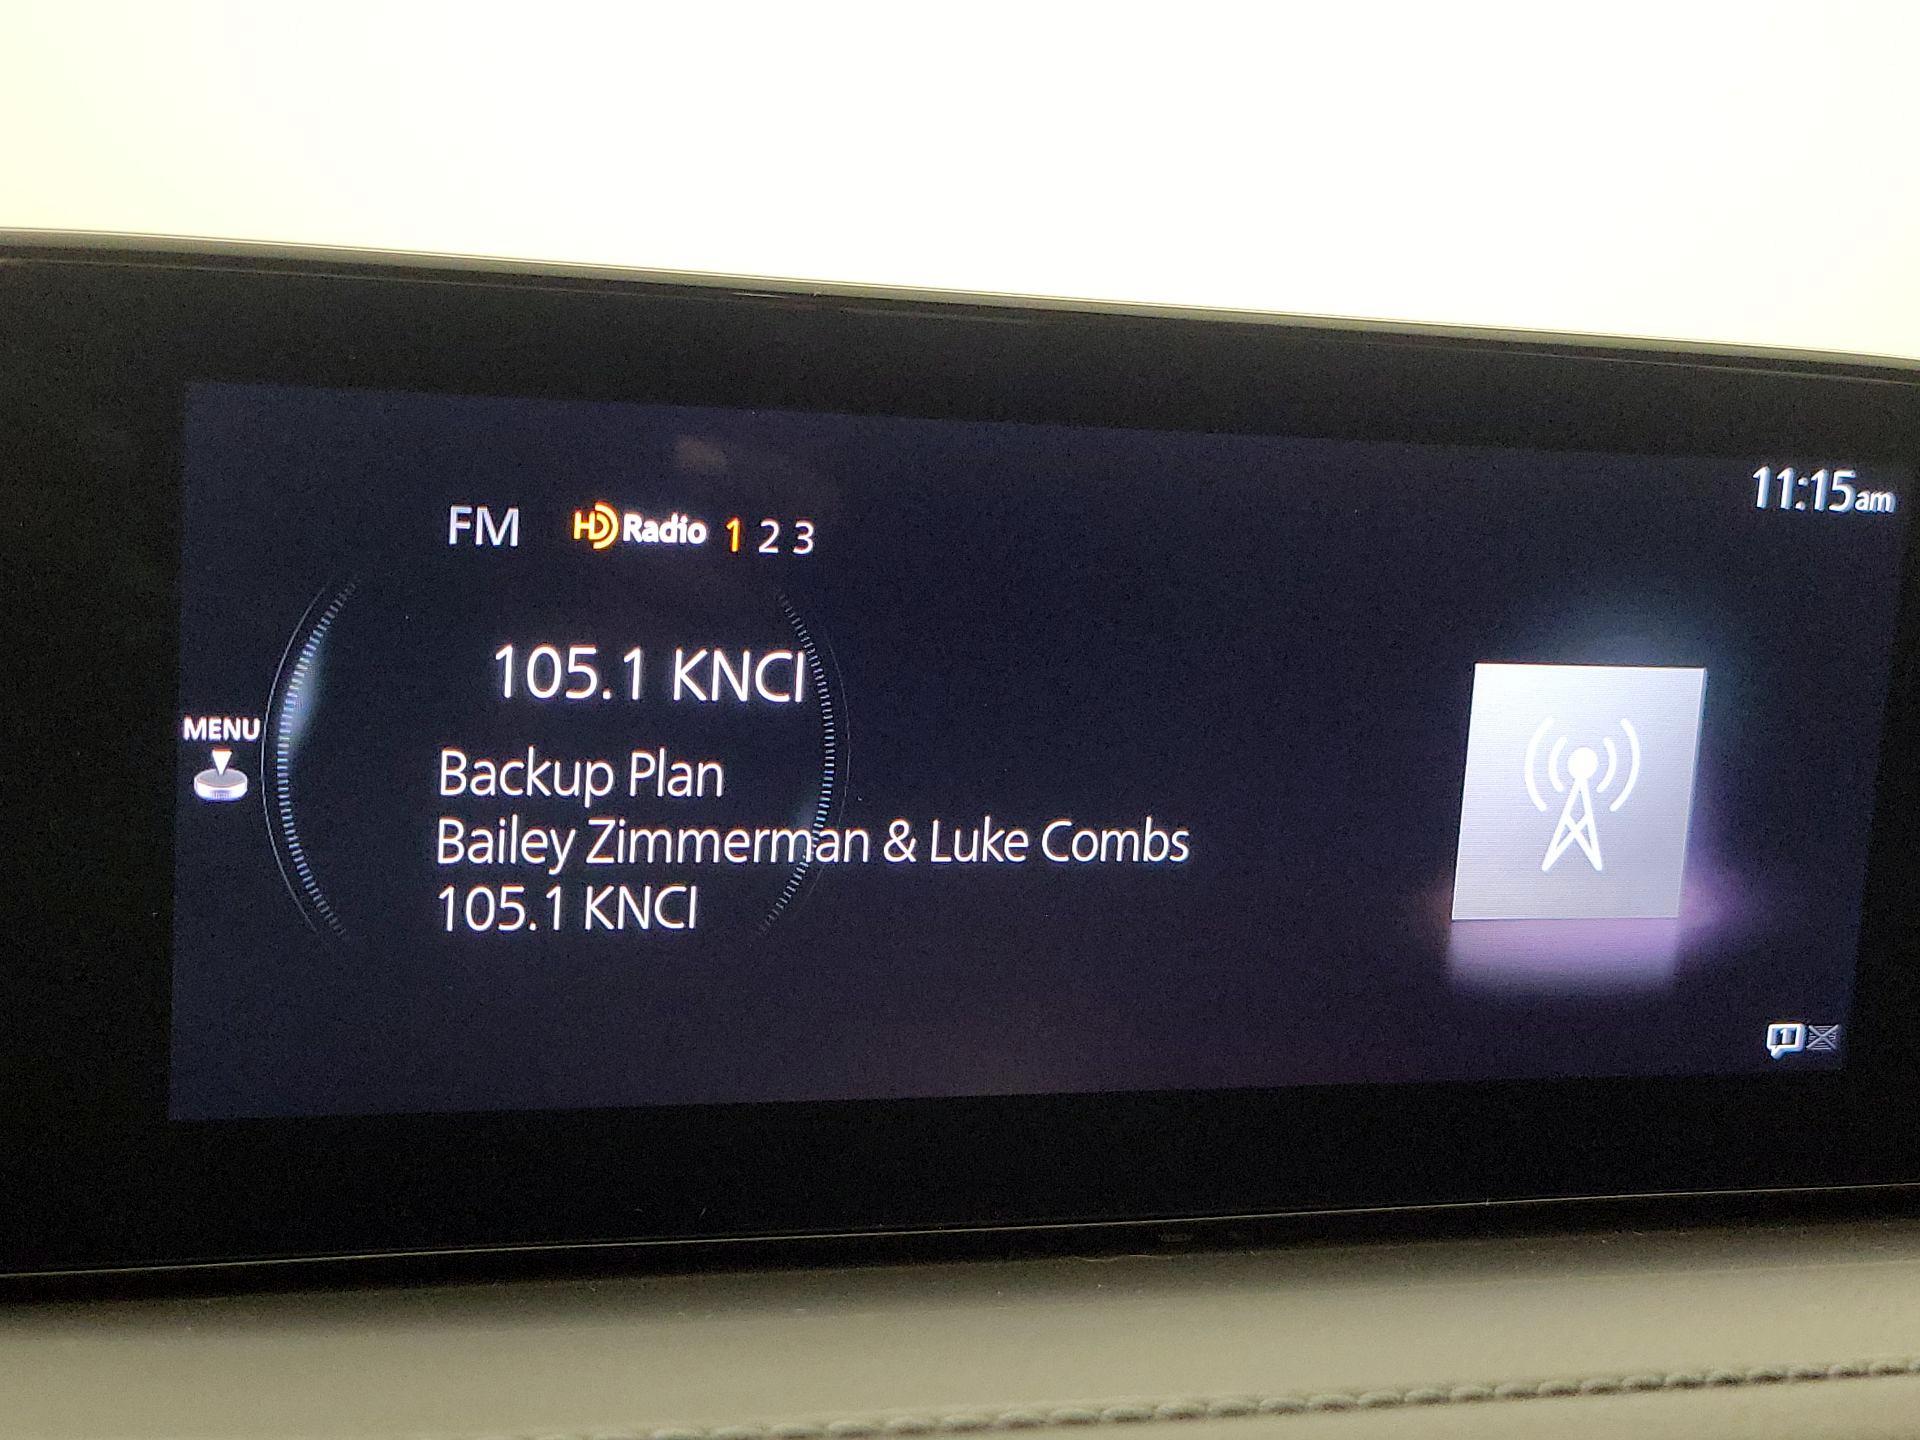 11:15am
FM HD Radio 1 2 3
105.1 KNCI
MENU
Backup Plan
Bailey Zimmerman & Luke Combs
105.1 KNCI
1